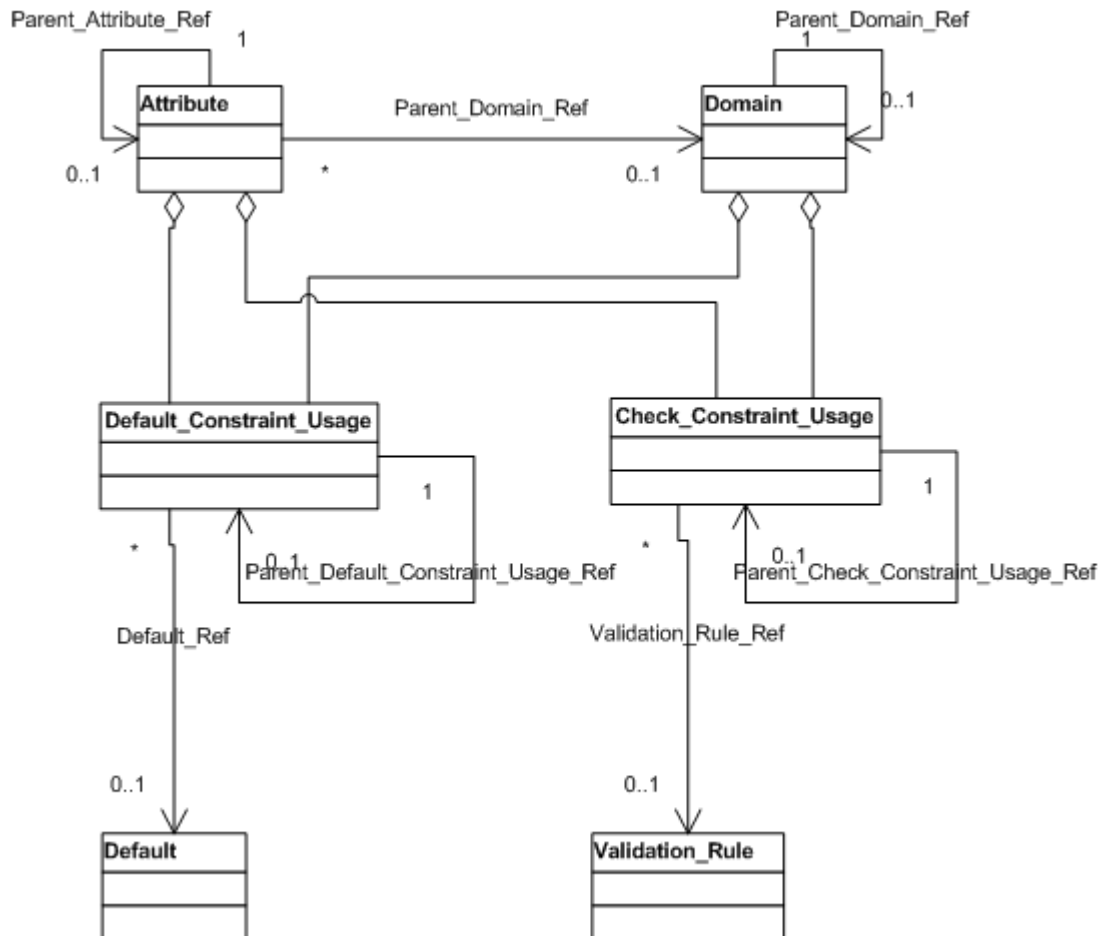 Parent_Attribute_Ref
Parent_Domain_Ref
1
1
Attribute
Parent_Domain_Ref
Domain
0..1
0..1
*
0..1
Default_Constraint_Usage
Check_Constraint_Usage
1
1
*
0..1
*
0..1
Parent_Default_Constraint_Usage_Ref
Parent_Check_Constraint_Usage_Ref
Default_Ref
Validation_Rule_Ref
0..1
0..1
Default
Validation_Rule